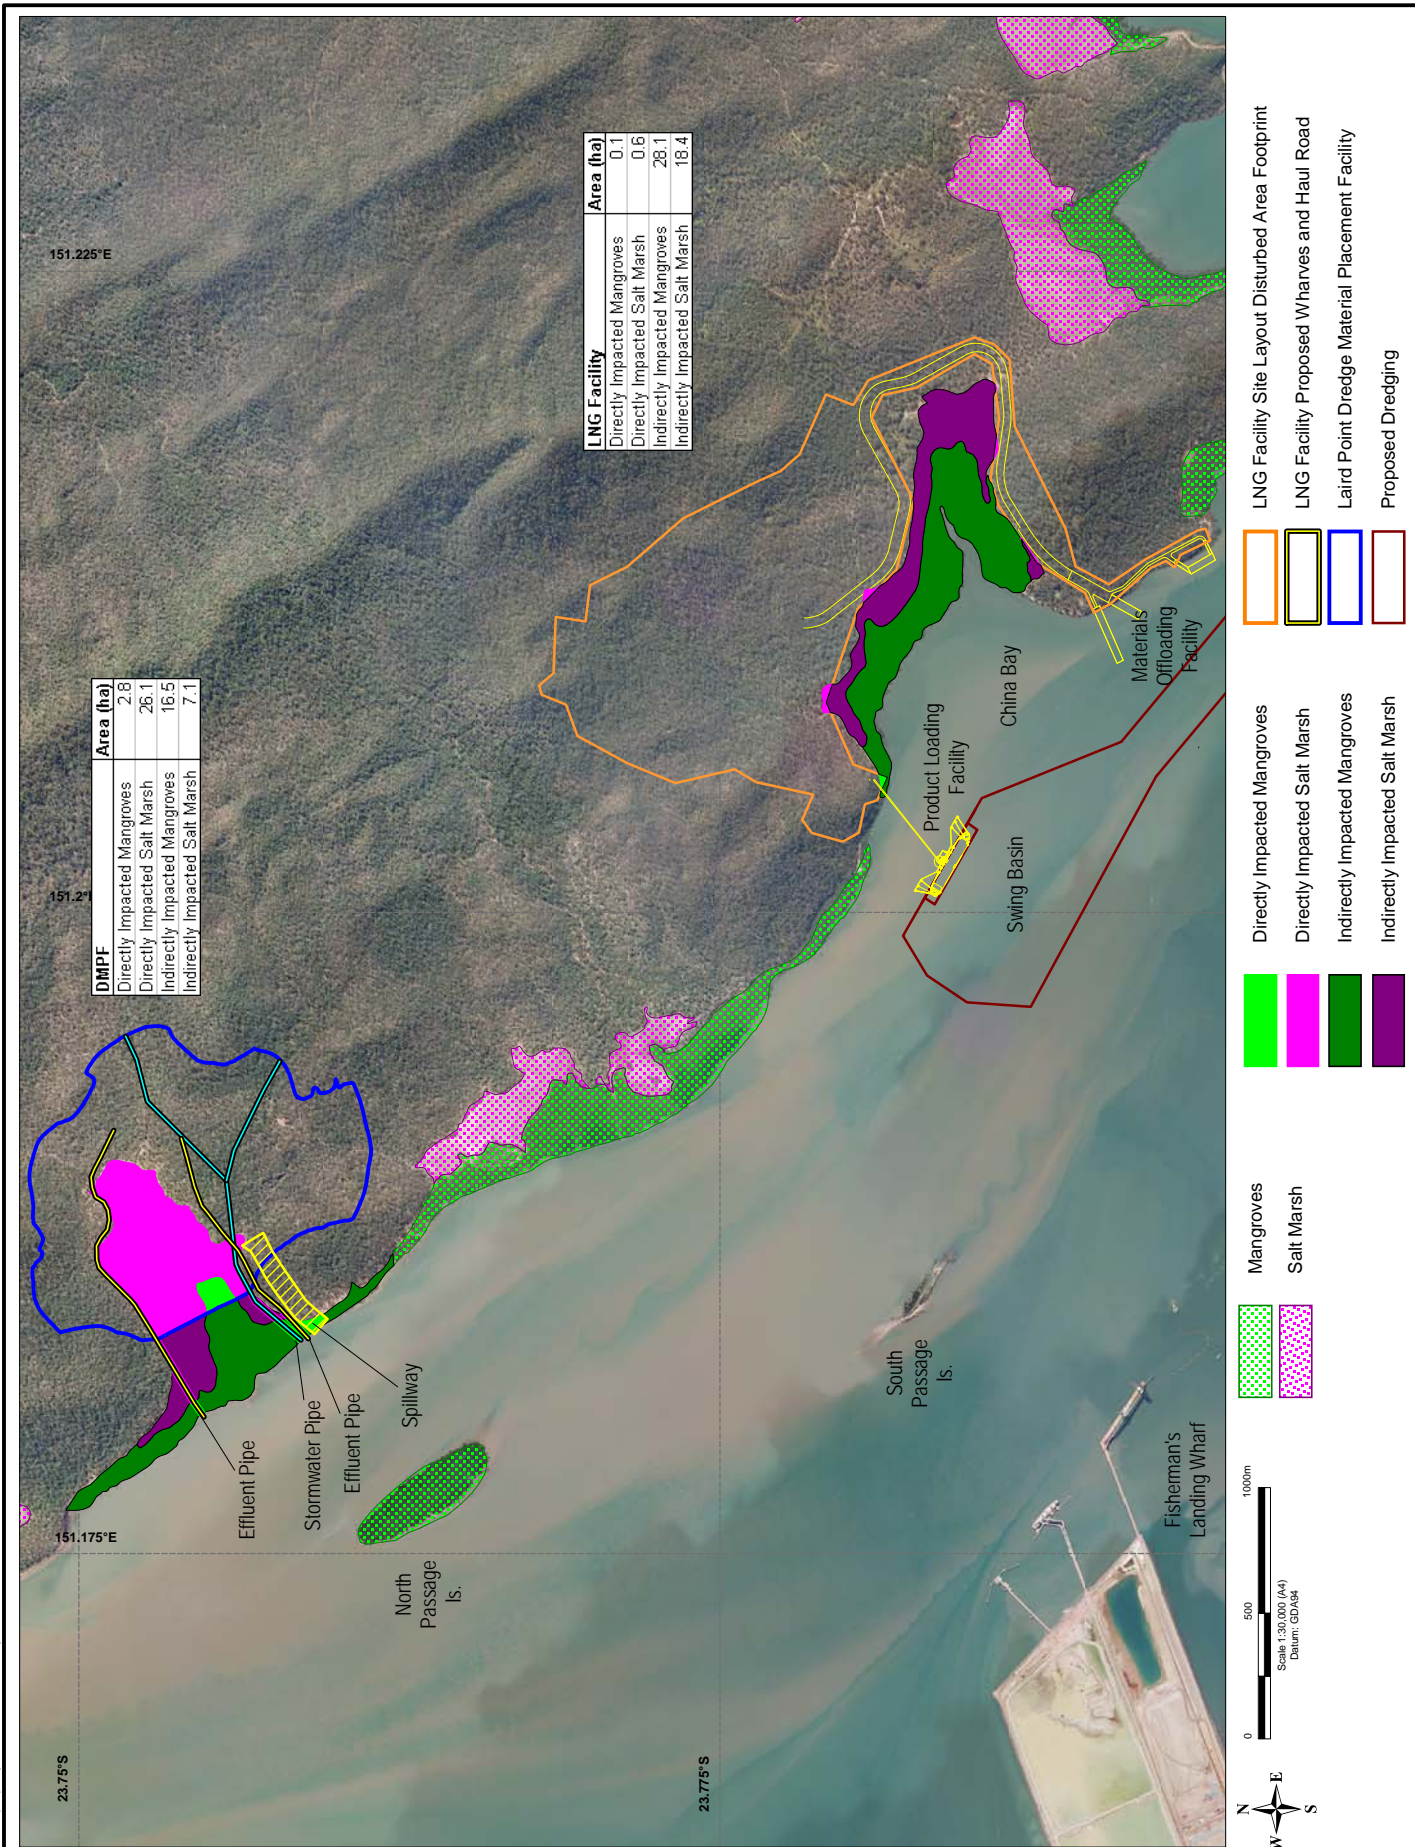 151.175°E
151.2°
151.225°E
23.75°S
23.775°S
DMPF Area (ha)
Directly Impacted Mangroves 2.8
Directly Impacted Salt Marsh 26.1
Indirectly Impacted Mangroves 16.5
Indirectly Impacted Salt Marsh 7.1
LNG Facility Area (ha)
Directly Impacted Mangroves 0.1
Directly Impacted Salt Marsh 0.6
Indirectly Impacted Mangroves 28.1
Indirectly Impacted Salt Marsh 18.4
Effluent Pipe
Stormwater Pipe
Effluent Pipe
Spillway
North
Passage
Is.
South
Passage
Is.
Product Loading
Facility
Swing Basin
China Bay
Materials
Offloading
Facility
Fisherman's
Landing Wharf
N
W
E
S
0
500
1000m
Scale 1:30,000 (A4)
Datum: GDA94
Mangroves
Salt Marsh
Directly Impacted Mangroves
Directly Impacted Salt Marsh
Indirectly Impacted Mangroves
Indirectly Impacted Salt Marsh
LNG Facility Site Layout Disturbed Area Footprint
LNG Facility Proposed Wharves and Haul Road
Laird Point Dredge Material Placement Facility
Proposed Dredging